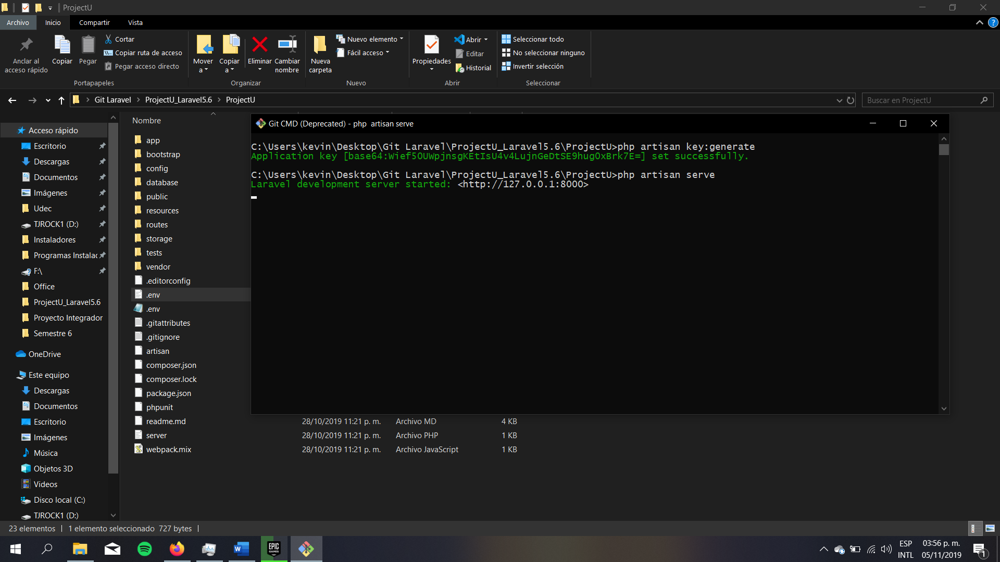 ProjectU
Archivo Inicio Compartir Vista
Anclar al acceso rápido
Copiar
Pegar
Cortar
Copiar ruta de acceso
Pegar acceso directo
Portapapeles
Mover a
Copiar a
Eliminar
Cambiar nombre
Organizar
Nueva carpeta
Nuevo elemento
Fácil acceso
Nuevo
Propiedades
Abrir
Editar
Historial
Abrir
Seleccionar todo
No seleccionar ninguno
Invertir selección
Seleccionar
Git Laravel > ProjectU_Laravel5.6 > ProjectU
Buscar en ProjectU
Acceso rápido
Escritorio
Descargas
Documentos
Imágenes
Udec
TJROCK1 (D:)
Instaladores
Programas Instalac
F:\
Office
ProjectU_Laravel5.6
Proyecto Integrador
Semestre 6
OneDrive
Este equipo
Descargas
Documentos
Escritorio
Imágenes
Música
Objetos 3D
Videos
Disco local (C:)
TJROCK1 (D:)
Nombre
app
bootstrap
config
database
public
resources
routes
storage
tests
vendor
.editorconfig
.env
.env
.gitattributes
.gitignore
artisan
composer.json
composer.lock
package.json
phpunit
readme.md 28/10/2019 11:21 p. m. Archivo MD 4 KB
server 28/10/2019 11:21 p. m. Archivo PHP 1 KB
webpack.mix 28/10/2019 11:21 p. m. Archivo JavaScript 1 KB
Git CMD (Deprecated) - php  artisan serve
C:\Users\kevin\Desktop\Git Laravel\ProjectU_Laravel5.6\ProjectU>php artisan key:generate
Application key [base64:Wief5OUWpjnsgKEtIsU4v4LujnGeDtSE9hugOxBrk7E=] set successfully.
C:\Users\kevin\Desktop\Git Laravel\ProjectU_Laravel5.6\ProjectU>php artisan serve
Laravel development server started: <http://127.0.0.1:8000>
23 elementos 1 elemento seleccionado 727 bytes
EPIC GAMES
ESP
INTL
03:56 p. m.
05/11/2019
1